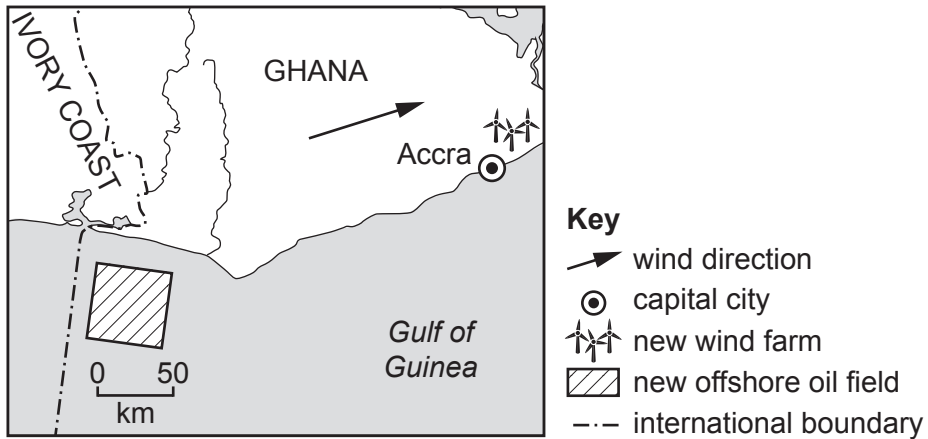 IVORY COAST
GHANA
Accra
Gulf of
Guinea
0 50
km
Key
wind direction
capital city
new wind farm
new offshore oil field
international boundary